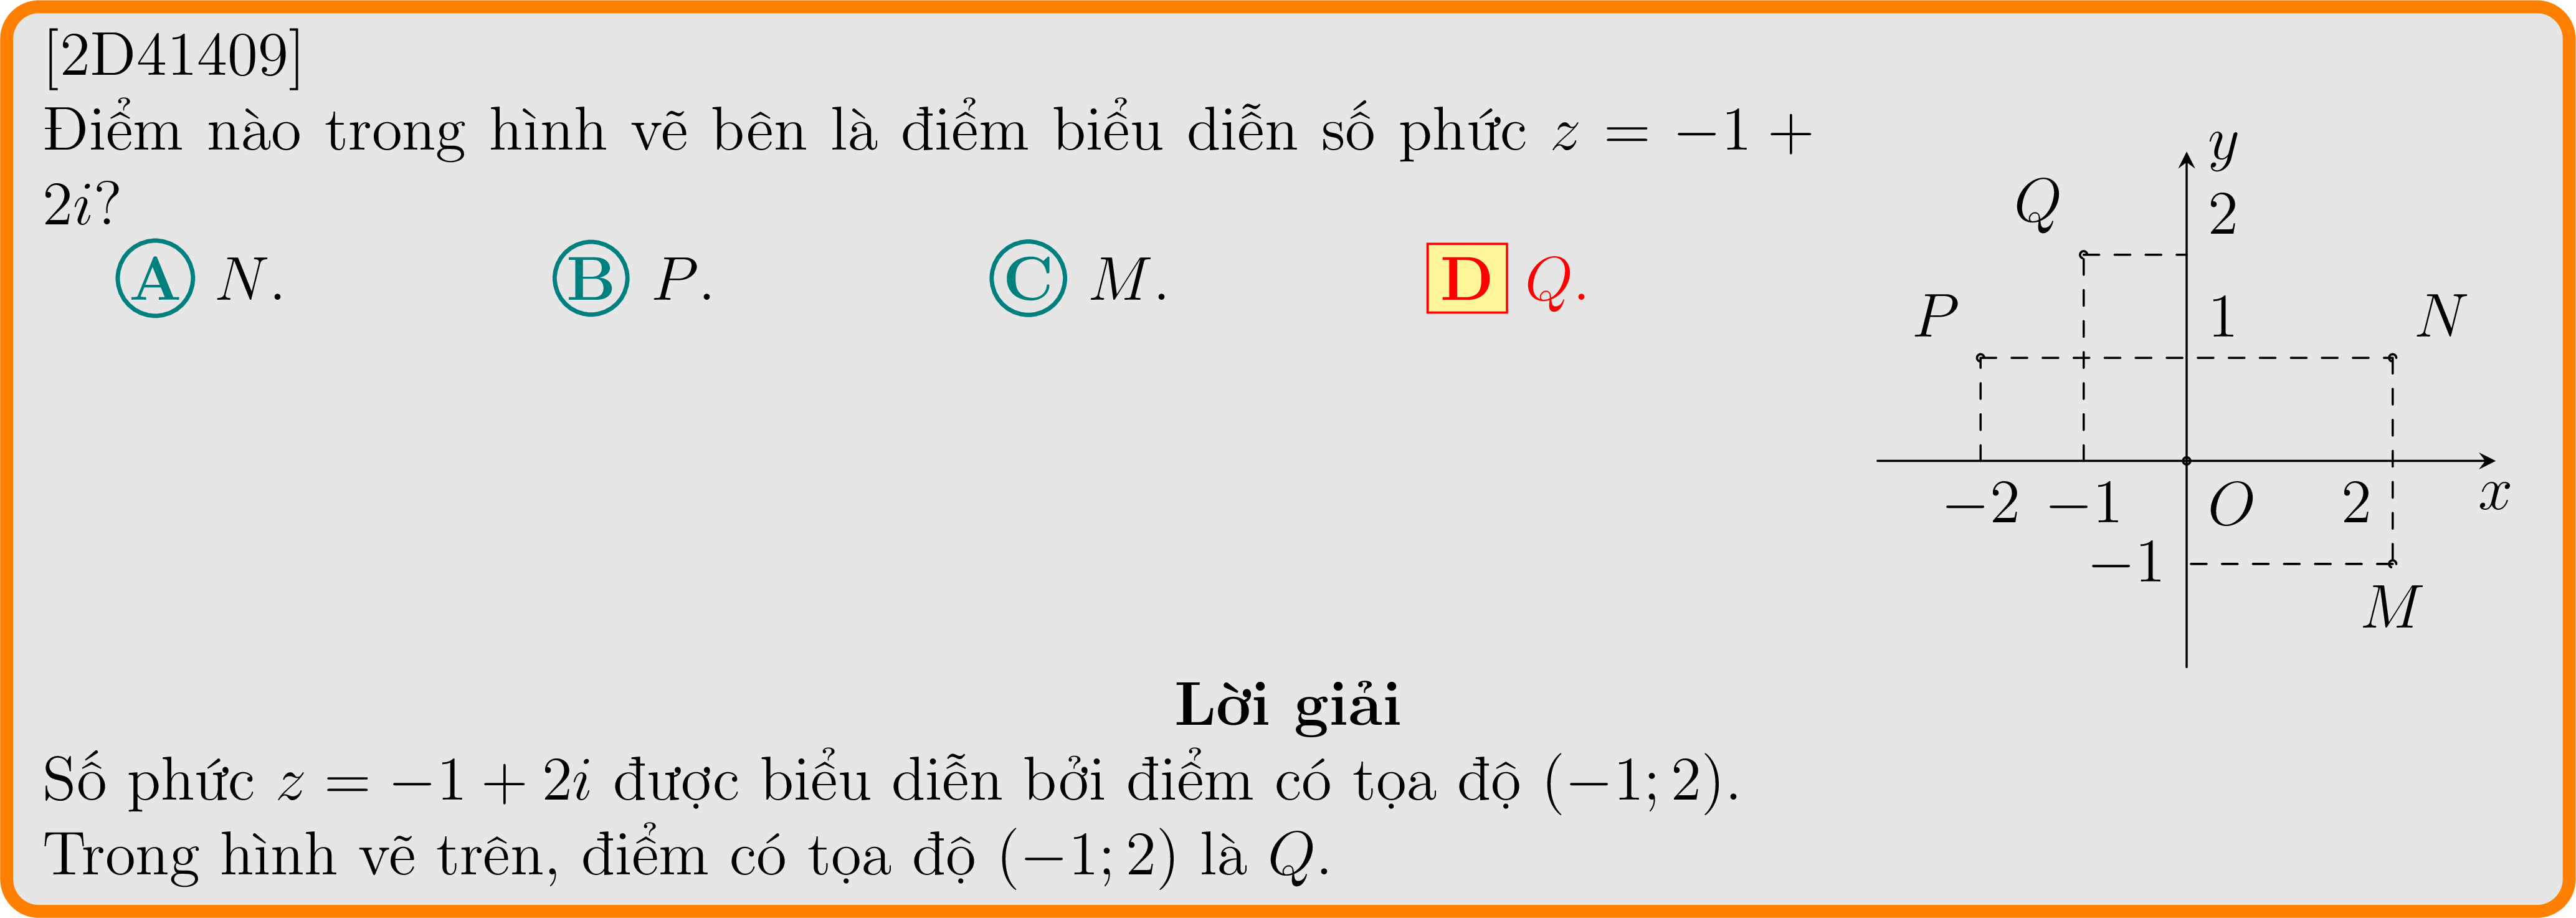 [2D41409]
Điểm nào trong hình vẽ bên là điểm biểu diễn số phức z = −1 +
2i?
A N. B P. C M. D Q.
y
Q 2
P 1 N
−2 −1 O 2 x
−1
M
Lời giải
Số phức z = −1 + 2i được biểu diễn bởi điểm có tọa độ (−1; 2).
Trong hình vẽ trên, điểm có tọa độ (−1; 2) là Q.